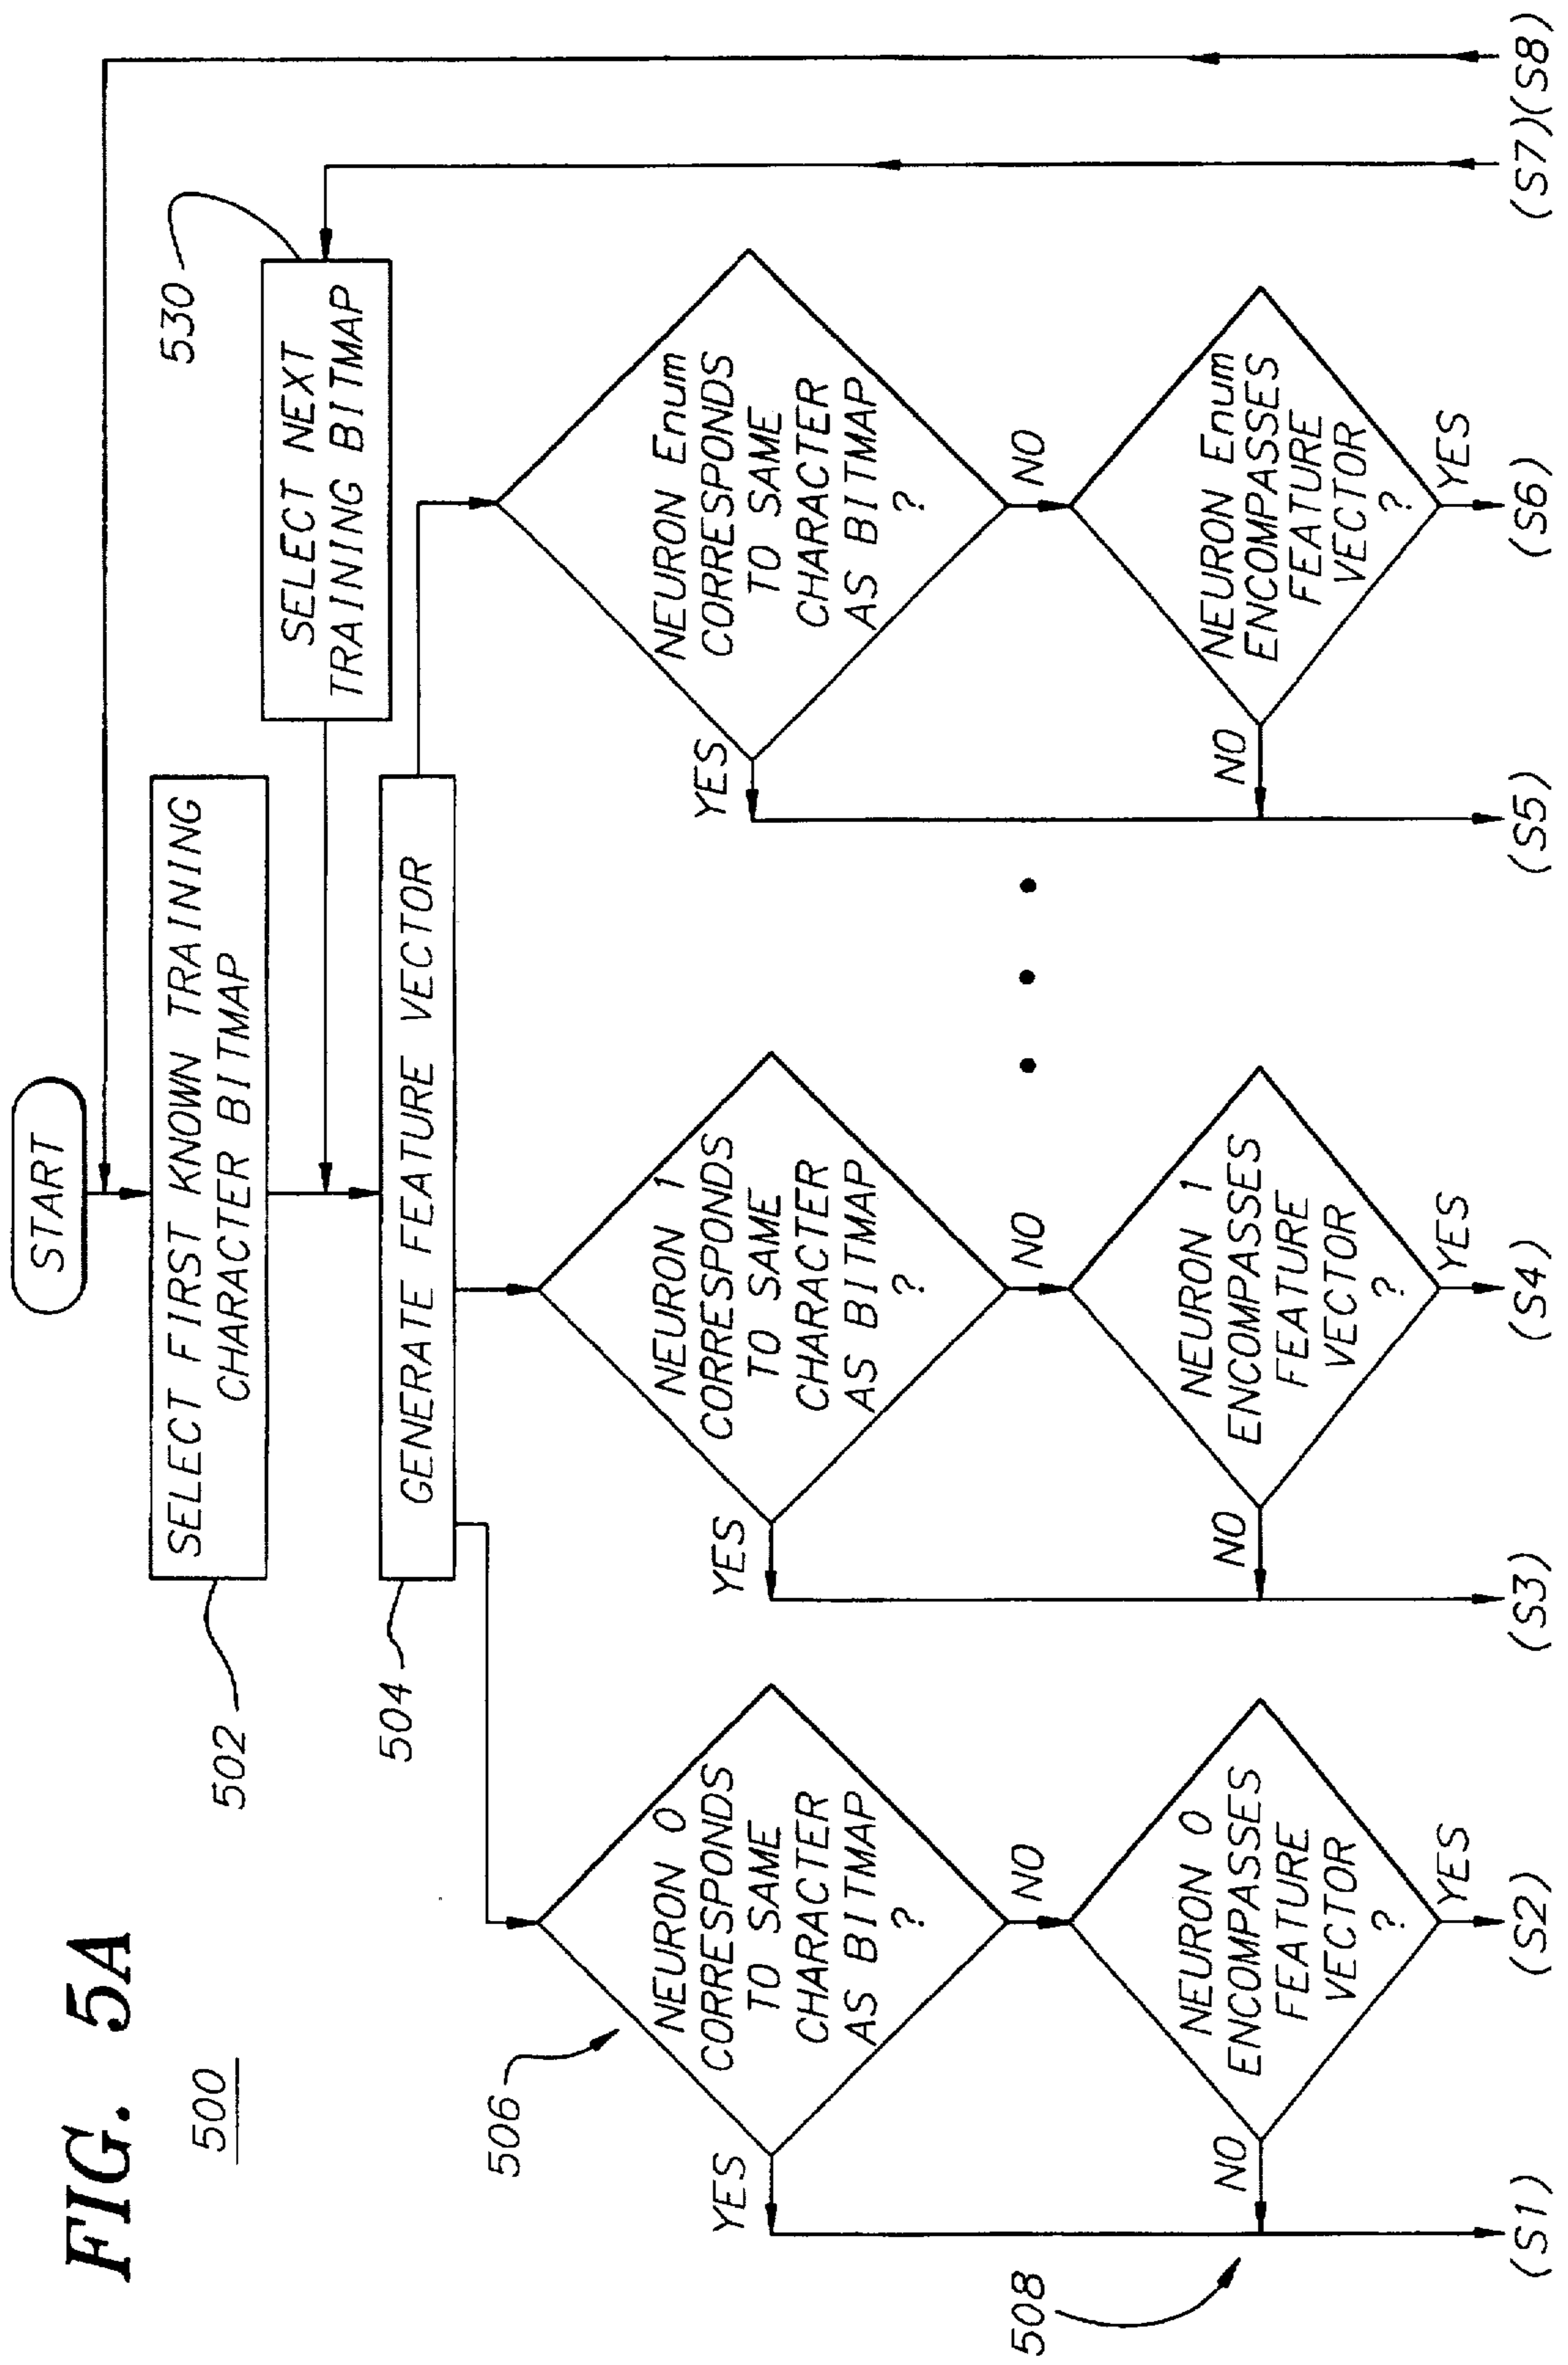 FIG. 5A
500
START
SELECT FIRST KNOWN TRAINING
CHARACTER BITMAP
502
SELECT NEXT
TRAINING BITMAP
530
GENERATE FEATURE VECTOR
504
506
NEURON 0
CORRESPONDS
TO SAME
CHARACTER
AS BITMAP
?
YES
NO
NEURON 1
CORRESPONDS
TO SAME
CHARACTER
AS BITMAP
?
YES
NO
NEURON Enum
CORRESPONDS
TO SAME
CHARACTER
AS BITMAP
?
YES
NO
508
NEURON 0
ENCOMPASSES
FEATURE
VECTOR
?
NO
YES
NEURON 1
ENCOMPASSES
FEATURE
VECTOR
?
NO
YES
NEURON Enum
ENCOMPASSES
FEATURE
VECTOR
?
NO
YES
(S1)
(S2)
(S3)
(S4)
(S5)
(S6)
(S7)
(S8)